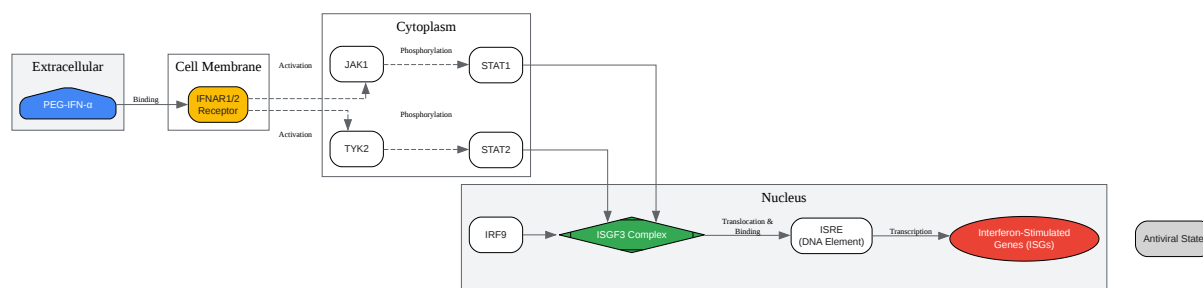 Extracellular
PEG-IFN-α
Binding
Cell Membrane
IFNAR1/2
Receptor
Activation
Activation
Cytoplasm
JAK1
Phosphorylation
STAT1
Phosphorylation
TYK2
STAT2
Nucleus
IRF9
ISGF3 Complex
Translocation &
Binding
ISRE
(DNA Element)
Transcription
Interferon-Stimulated
Genes (ISGs)
Antiviral State